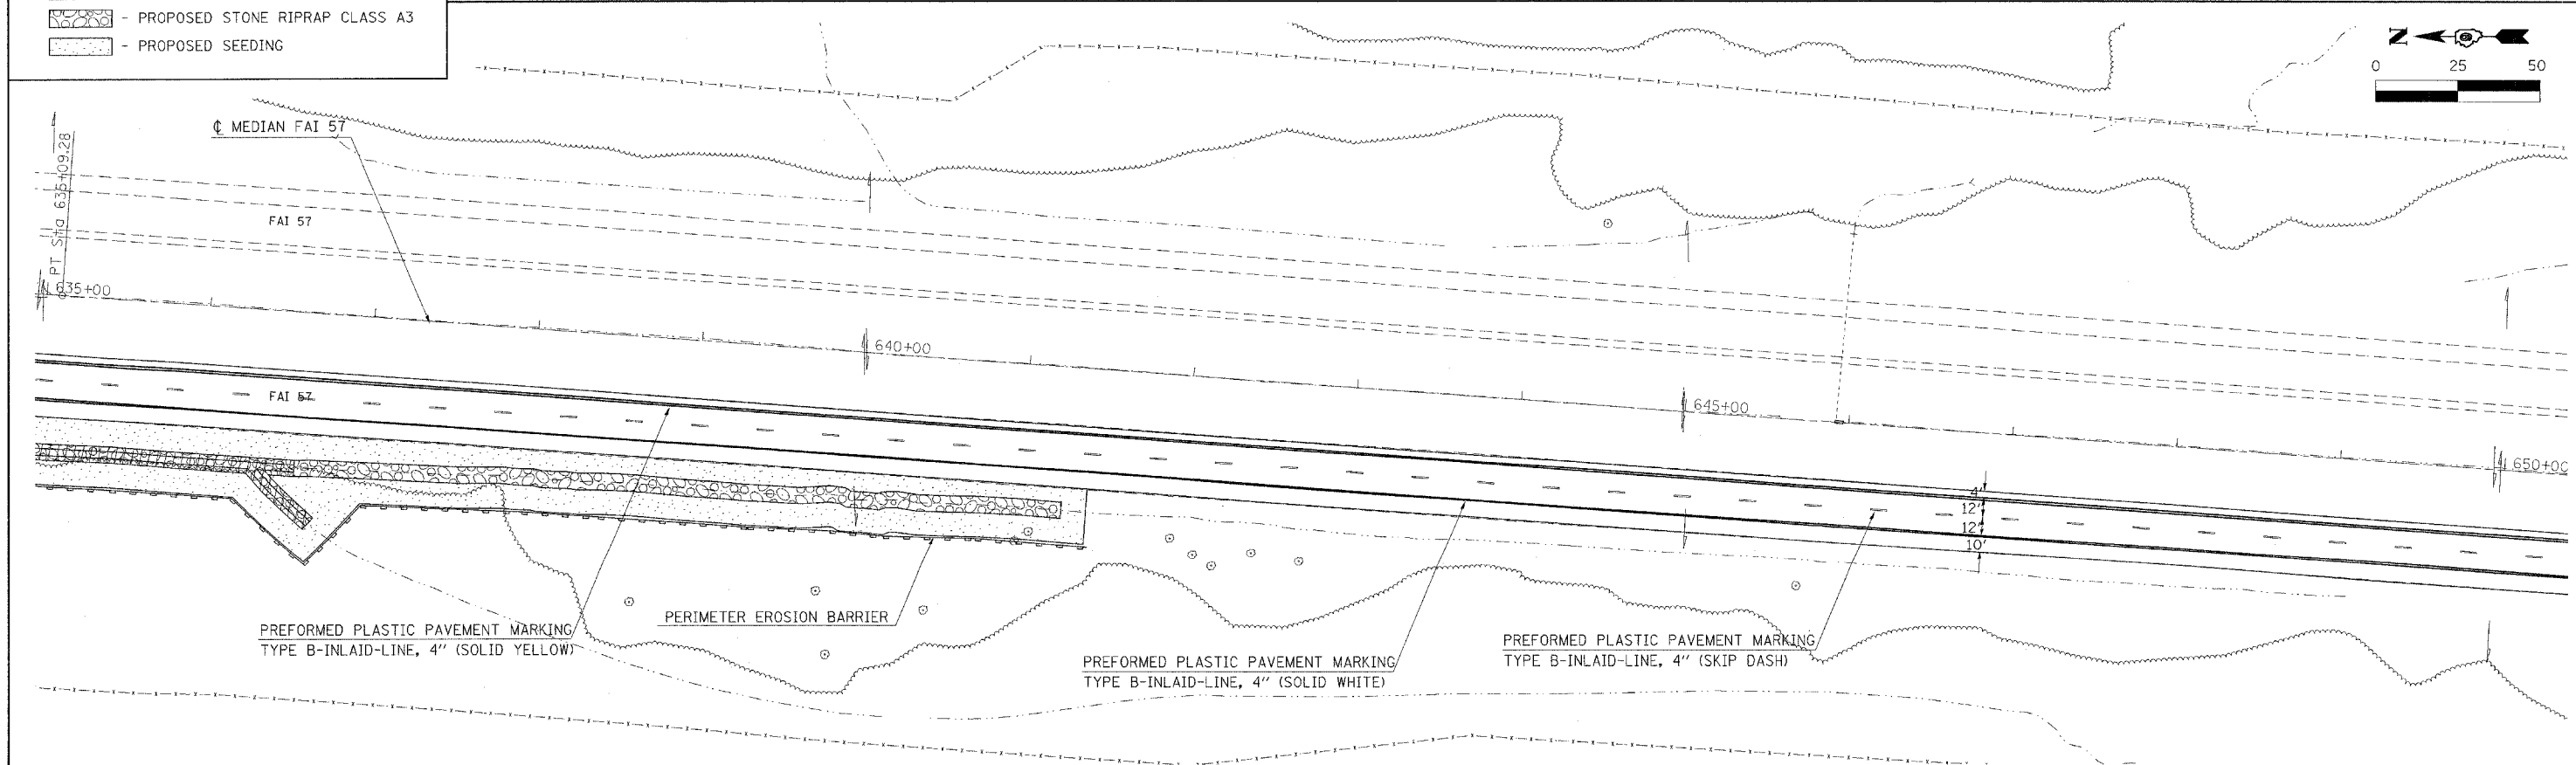 - PROPOSED STONE RIPRAP CLASS A3
- PROPOSED SEEDING
N
0 25 50
℄ MEDIAN FAI 57
PT Sta 635+09.28
FAI 57
635+00
640+00
645+00
650+00
FAI 57
4'
12'
12'
10'
PERIMETER EROSION BARRIER
PREFORMED PLASTIC PAVEMENT MARKING
TYPE B-INLAID-LINE, 4" (SOLID YELLOW)
PREFORMED PLASTIC PAVEMENT MARKING
TYPE B-INLAID-LINE, 4" (SOLID WHITE)
PREFORMED PLASTIC PAVEMENT MARKING
TYPE B-INLAID-LINE, 4" (SKIP DASH)